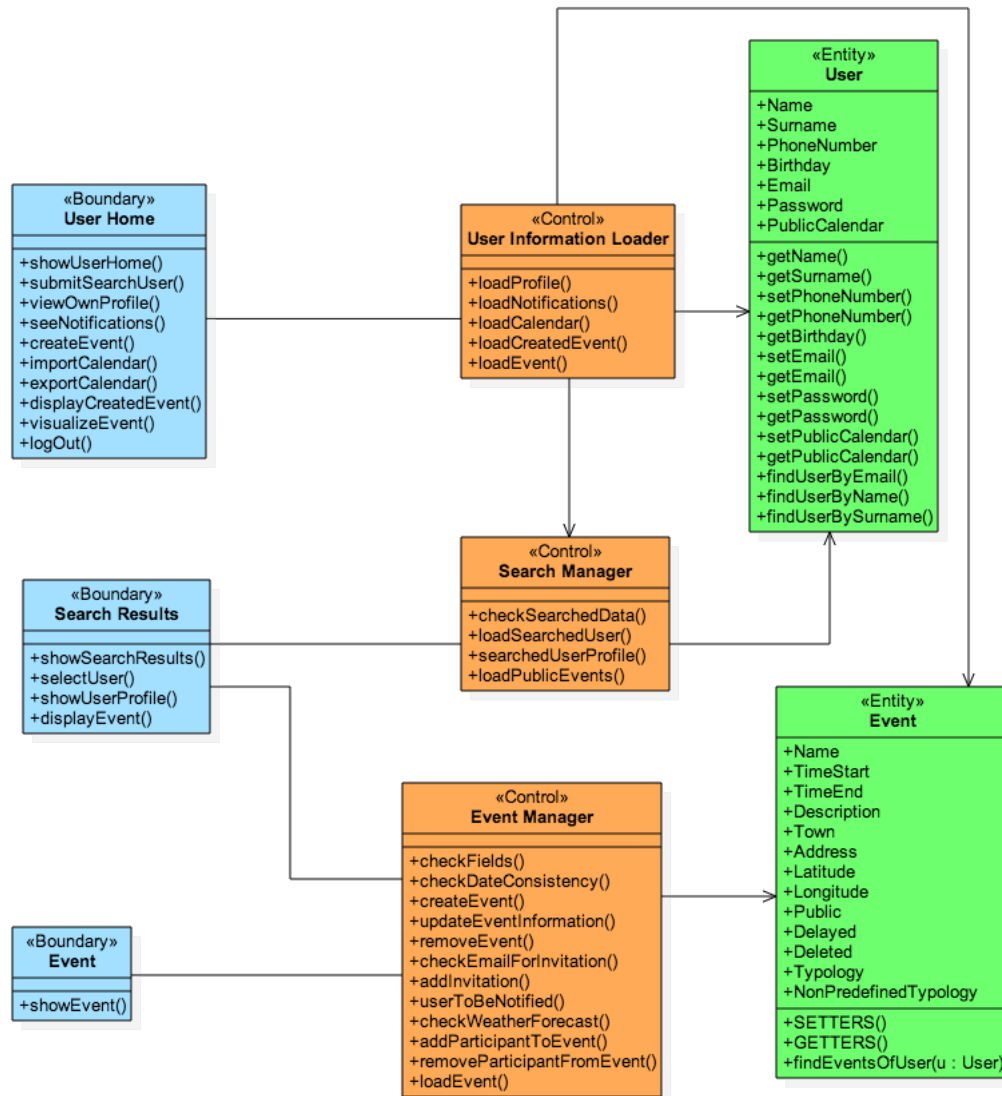 «Entity»
User
+Name
+Surname
+PhoneNumber
+Birthday
+Email
+Password
+PublicCalendar
+getName()
+getSurname()
+setPhoneNumber()
+getPhoneNumber()
+getBirthday()
+setEmail()
+getEmail()
+setPassword()
+getPassword()
+setPublicCalendar()
+getPublicCalendar()
+findUserByEmail()
+findUserByName()
+findUserBySurname()
«Boundary»
User Home
+showUserHome()
+submitSearchUser()
+viewOwnProfile()
+seeNotifications()
+createEvent()
+importCalendar()
+exportCalendar()
+displayCreatedEvent()
+visualizeEvent()
+logOut()
«Control»
User Information Loader
+loadProfile()
+loadNotifications()
+loadCalendar()
+loadCreatedEvent()
+loadEvent()
«Control»
Search Manager
+checkSearchedData()
+loadSearchedUser()
+searchedUserProfile()
+loadPublicEvents()
«Boundary»
Search Results
+showSearchResults()
+selectUser()
+showUserProfile()
+displayEvent()
«Entity»
Event
+Name
+TimeStart
+TimeEnd
+Description
+Town
+Address
+Latitude
+Longitude
+Public
+Delayed
+Deleted
+Typology
+NonPredefinedTypology
+SETTERS()
+GETTERS()
+findEventsOfUser(u : User)
«Control»
Event Manager
+checkFields()
+checkDateConsistency()
+createEvent()
+updateEventInformation()
+removeEvent()
+checkEmailForInvitation()
+addInvitation()
+userToBeNotified()
+checkWeatherForecast()
+addParticipantToEvent()
+removeParticipantFromEvent()
+loadEvent()
«Boundary»
Event
+showEvent()